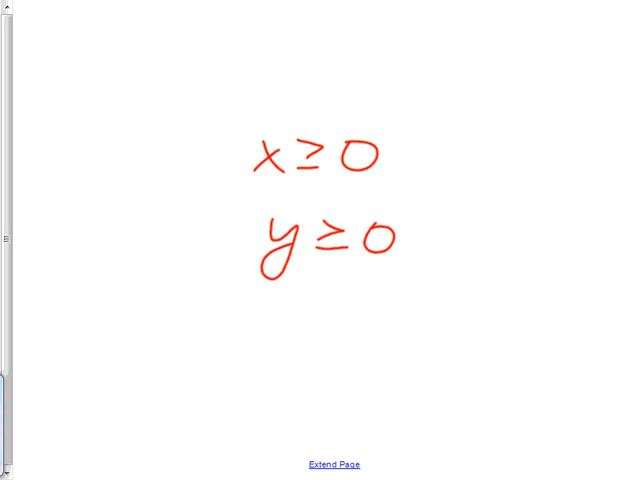 x ≥ 0
y ≥ 0
Extend Page